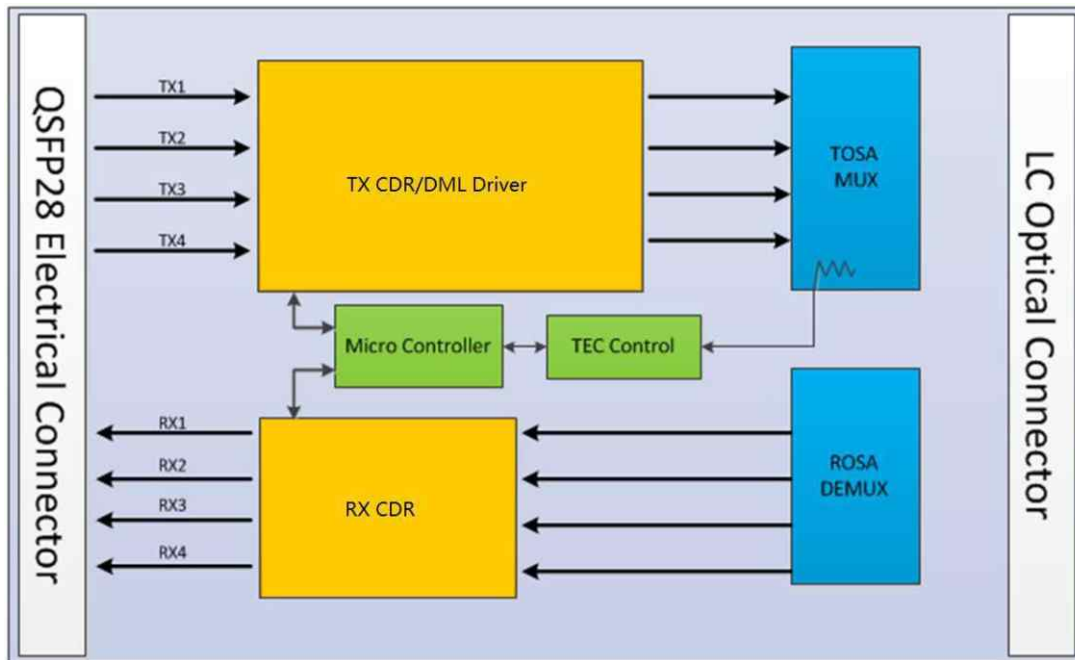 QSFP28 Electrical Connector
TX1
TX2
TX3
TX4
TX CDR/DML Driver
TOSA
MUX
LC Optical Connector
Micro Controller
TEC Control
RX1
RX2
RX3
RX4
RX CDR
ROSA
DEMUX